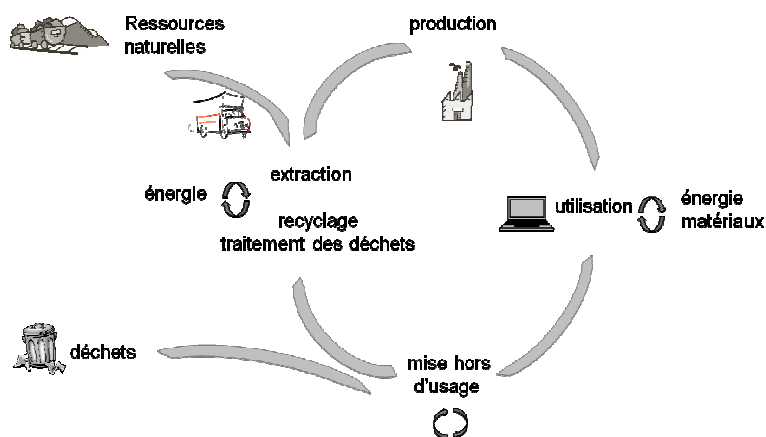 Ressources
naturelles
production
extraction
énergie
recyclage
traitement des déchets
utilisation
énergie
matériaux
déchets
mise hors
d'usage